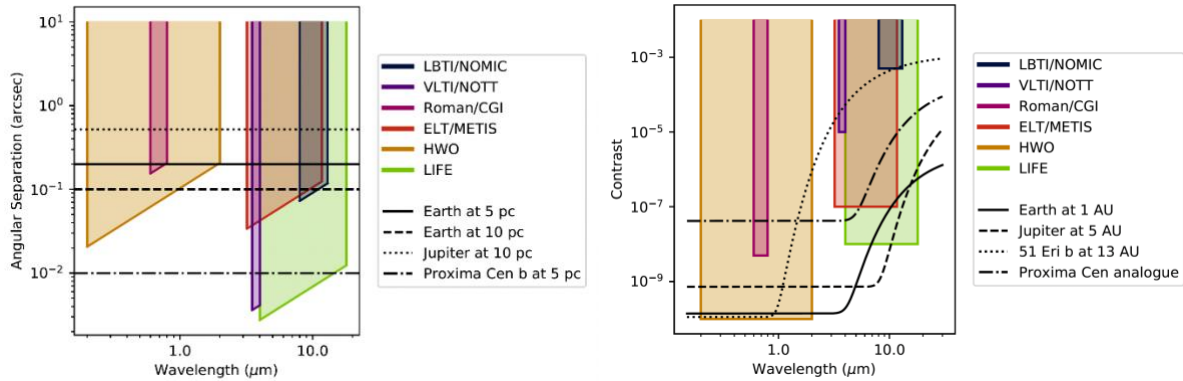 10¹
10⁰
10⁻¹
10⁻²
Angular Separation (arcsec)
1.0
10.0
Wavelength (μm)
LBTI/NOMIC
VLTI/NOTT
Roman/CGI
ELT/METIS
HWO
LIFE
Earth at 5 pc
Earth at 10 pc
Jupiter at 10 pc
Proxima Cen b at 5 pc
10⁻³
10⁻⁵
10⁻⁷
10⁻⁹
Contrast
1.0
10.0
Wavelength (μm)
LBTI/NOMIC
VLTI/NOTT
Roman/CGI
ELT/METIS
HWO
LIFE
Earth at 1 AU
Jupiter at 5 AU
51 Eri b at 13 AU
Proxima Cen analogue